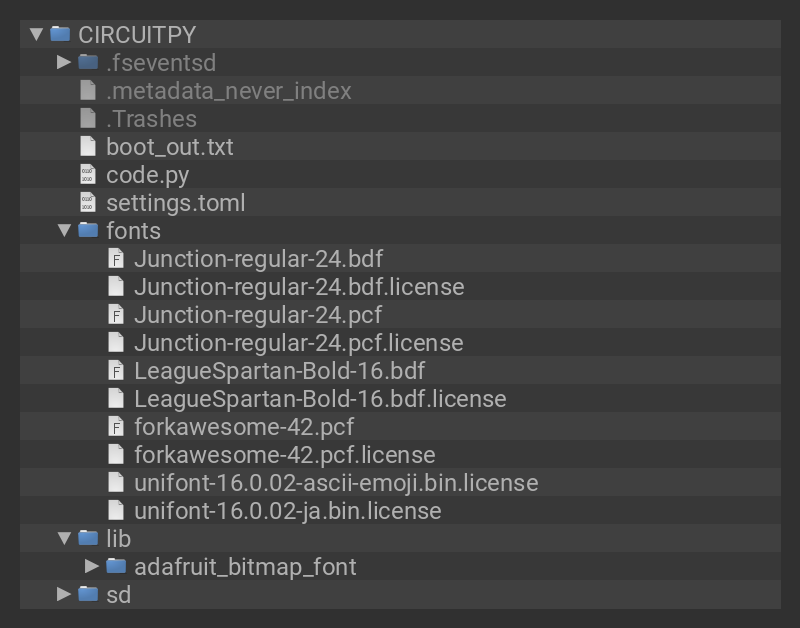 CIRCUITPY
.fseventsd
.metadata_never_index
.Trashes
boot_out.txt
code.py
settings.toml
fonts
Junction-regular-24.bdf
Junction-regular-24.bdf.license
Junction-regular-24.pcf
Junction-regular-24.pcf.license
LeagueSpartan-Bold-16.bdf
LeagueSpartan-Bold-16.bdf.license
forkawesome-42.pcf
forkawesome-42.pcf.license
unifont-16.0.02-ascii-emoji.bin.license
unifont-16.0.02-ja.bin.license
lib
adafruit_bitmap_font
sd